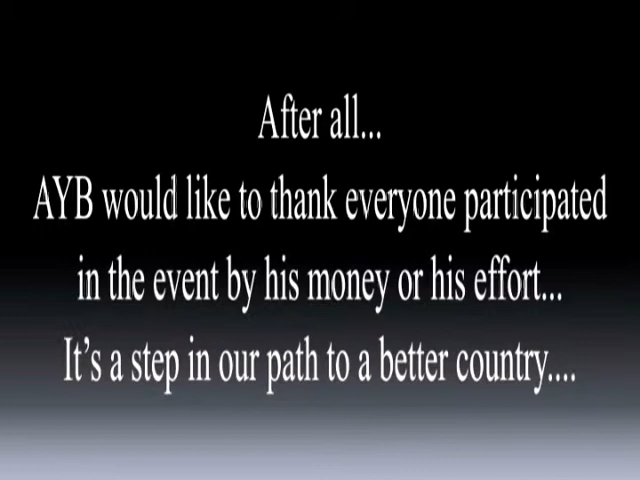 After all...
AYB would like to thank everyone participated
in the event by his money or his effort...
It’s a step in our path to a better country....